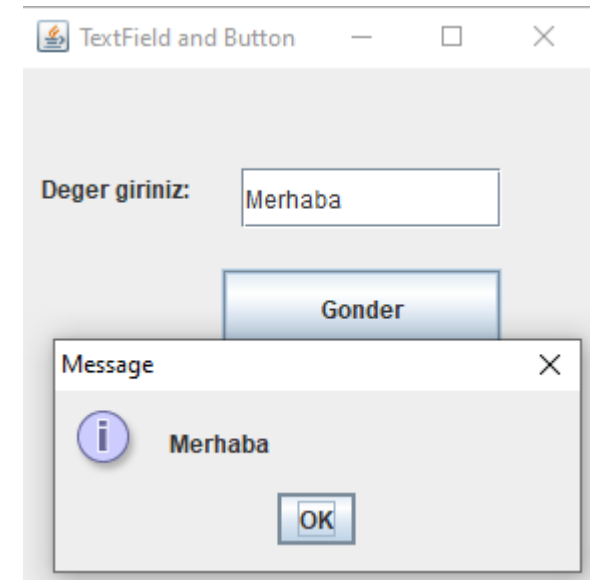 TextField and Button
Deger giriniz:
Merhaba
Gonder
Message
Merhaba
OK